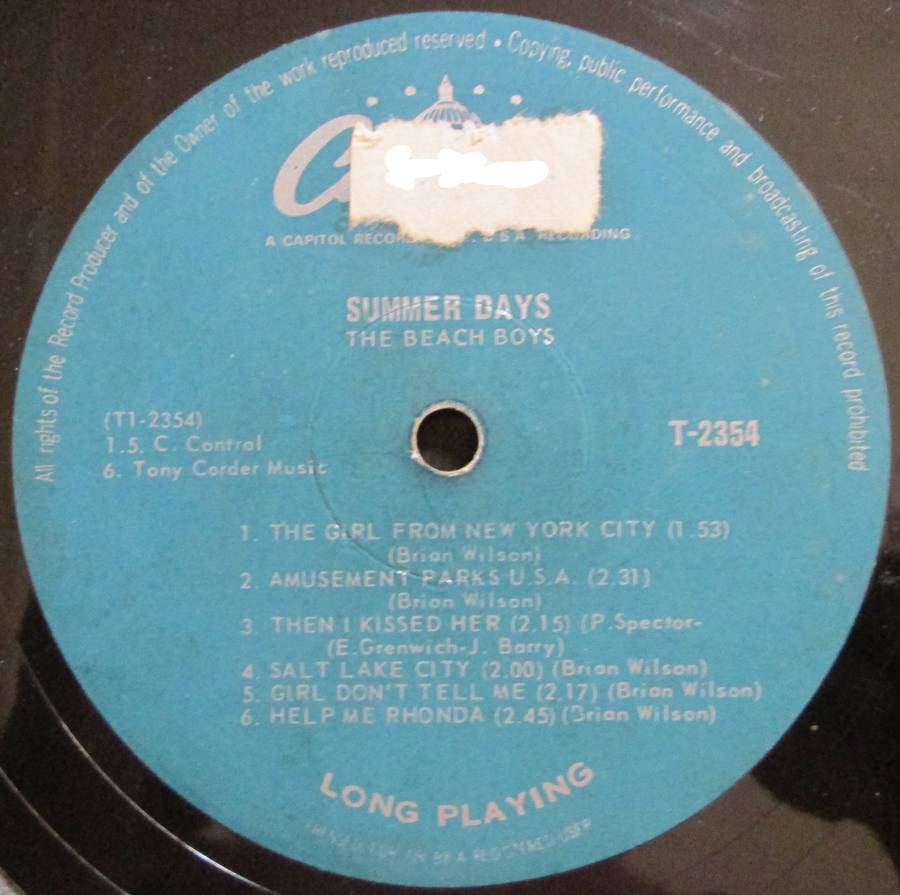 All rights of the Record Producer and of the Owner of the work reproduced reserved • Copying, public performance and broadcasting of this record prohibited
A CAPITOL RECORDING
SUMMER DAYS
THE BEACH BOYS
(T1-2354)
1.5. C. Control
6. Tony Corder Music
T-2354
1. THE GIRL FROM NEW YORK CITY (1.53)
(Brian Wilson)
2. AMUSEMENT PARKS U.S.A. (2.31)
(Brian Wilson)
3. THEN I KISSED HER (2.15) (P.Spector-
(E.Grenwich-J. Barry)
4. SALT LAKE CITY (2.00) (Brian Wilson)
5. GIRL DON'T TELL ME (2.17) (Brian Wilson)
6. HELP ME RHONDA (2.45) (Brian Wilson)
LONG PLAYING
BY A REGISTERED USER